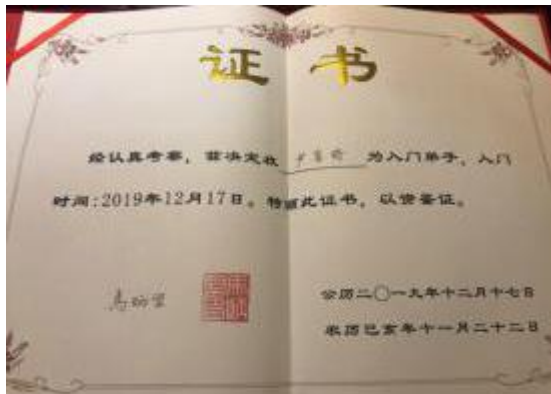 证书
经认真考察，兹决定收 为入门弟子，入门
时间:2019年12月17日。特颁此证书，以资鉴证。
公历二〇一九年十二月十七日
农历己亥年十一月二十二日